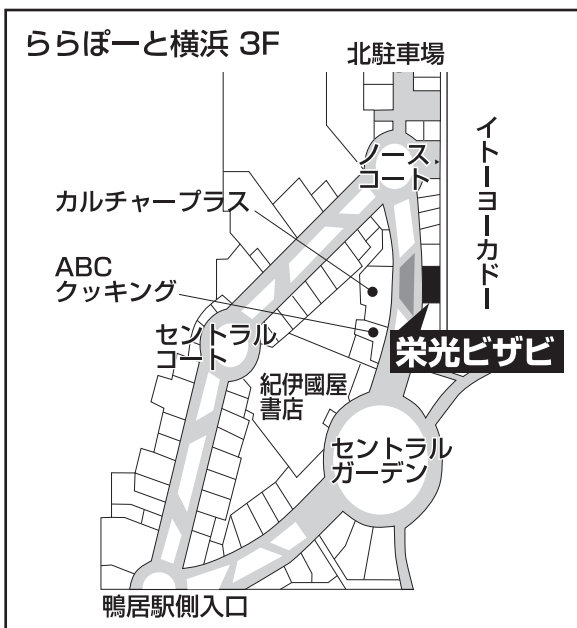 ららぽーと横浜 3F
北駐車場
ノース
コート
イトーヨーカドー
カルチャープラス
ABC
クッキング
セントラル
コート
栄光ビザビ
紀伊國屋
書店
セントラル
ガーデン
鴨居駅側入口